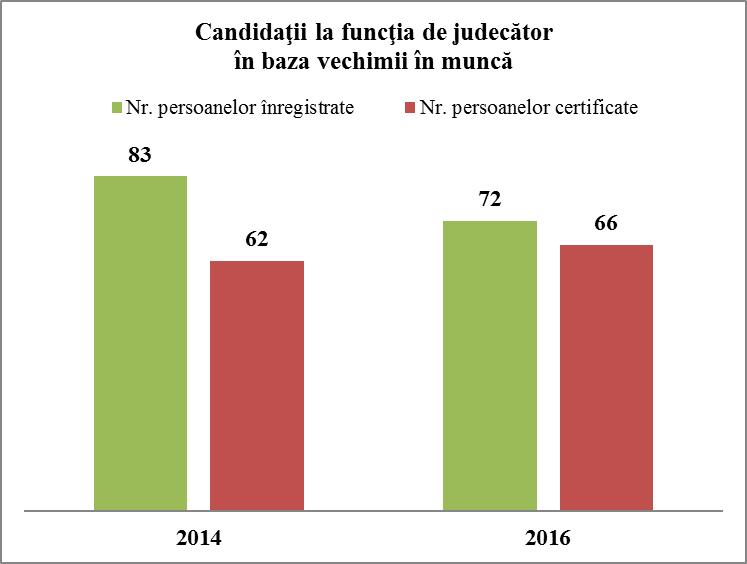 Candidaţii la funcţia de judecător
în baza vechimii în muncă
Nr. persoanelor înregistrate Nr. persoanelor certificate
83
62
72
66
2014 2016